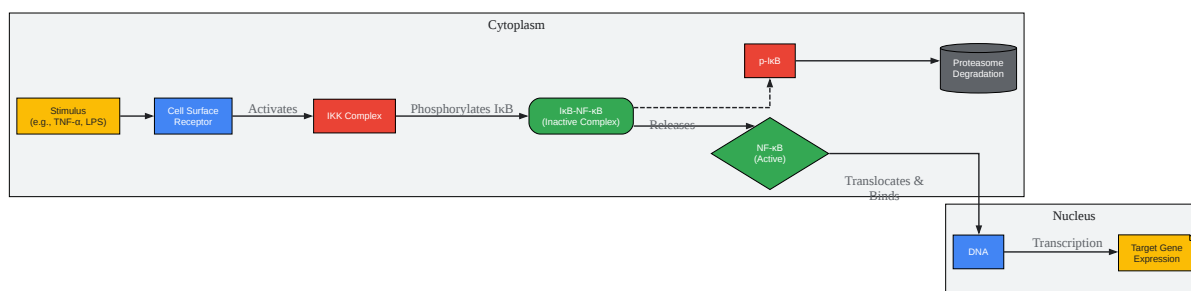 Cytoplasm
p-IκB
Proteasome
Degradation
Stimulus
(e.g., TNF-α, LPS)
Cell Surface
Receptor
Activates
IKK Complex
Phosphorylates IκB
IκB-NF-κB
(Inactive Complex)
Releases
NF-κB
(Active)
Translocates &
Binds
Nucleus
DNA
Transcription
Target Gene
Expression